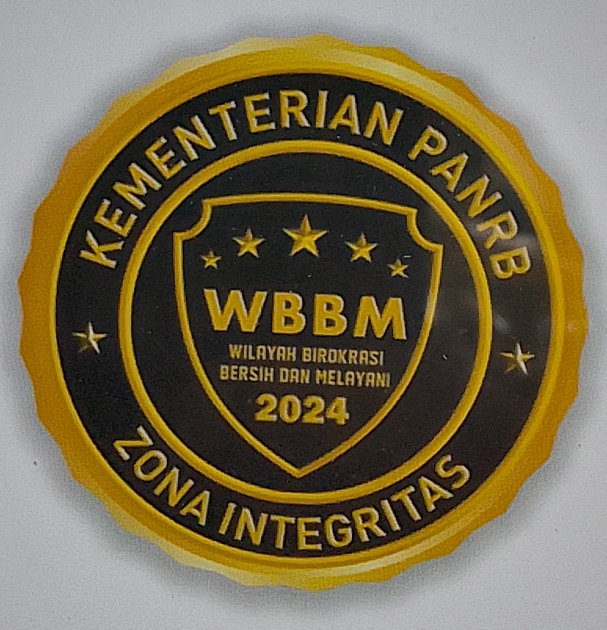 KEMENTERIAN PANRB
WBBM
WILAYAH BIROKRASI
BERSIH DAN MELAYANI
2024
ZONA INTEGRITAS